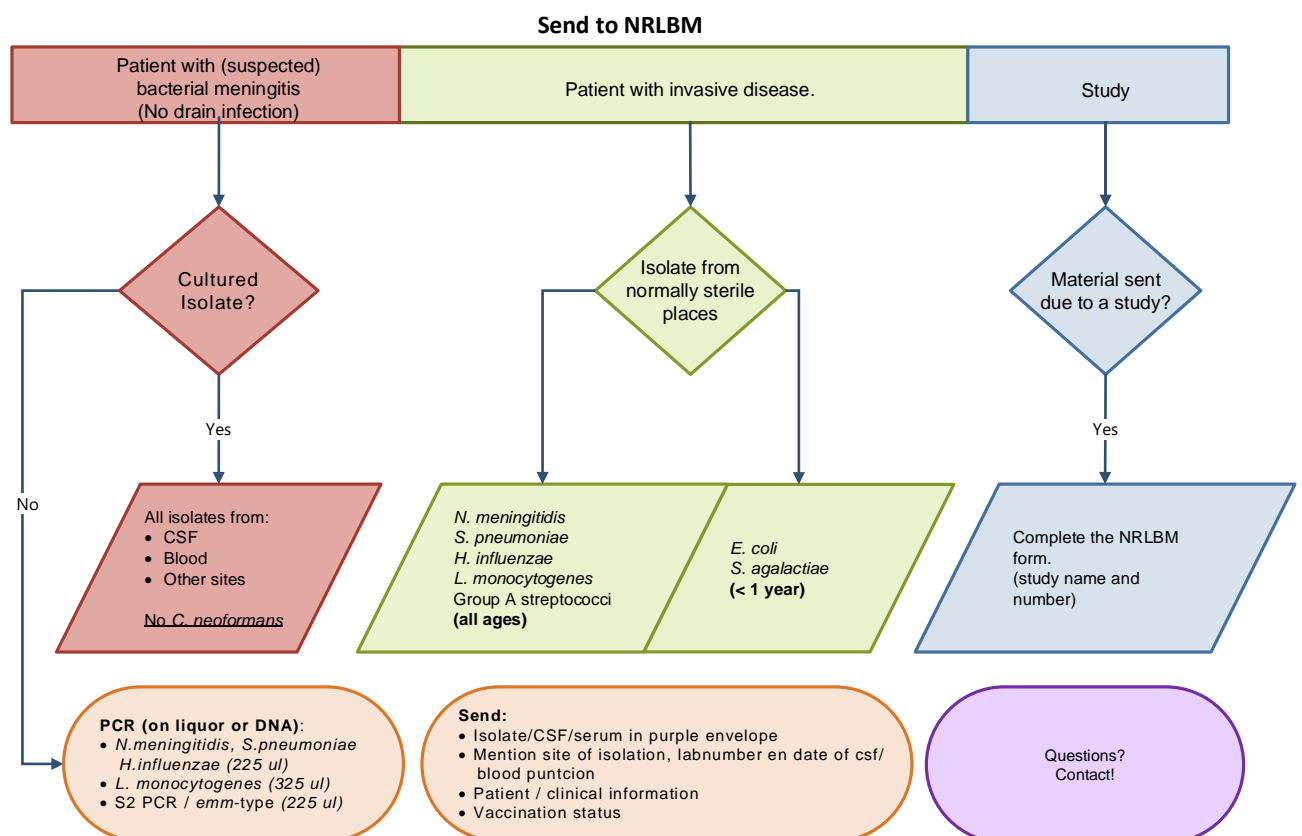 Send to NRLBM
Patient with (suspected)
bacterial meningitis
(No drain infection)
Patient with invasive disease.
Study
Cultured
Isolate?
Isolate from
normally sterile
places
Material sent
due to a study?
Yes
Yes
No
All isolates from:
• CSF
• Blood
• Other sites
No C. neoformans
N. meningitidis
S. pneumoniae
H. influenzae
L. monocytogenes
Group A streptococci
(all ages)
E. coli
S. agalactiae
(< 1 year)
Complete the NRLBM
form.
(study name and
number)
PCR (on liquor or DNA):
• N.meningitidis, S.pneumoniae
H.influenzae (225 ul)
• L. monocytogenes (325 ul)
• S2 PCR / emm-type (225 ul)
Send:
• Isolate/CSF/serum in purple envelope
• Mention site of isolation, labnumber en date of csf/
blood puntcion
• Patient / clinical information
• Vaccination status
Questions?
Contact!